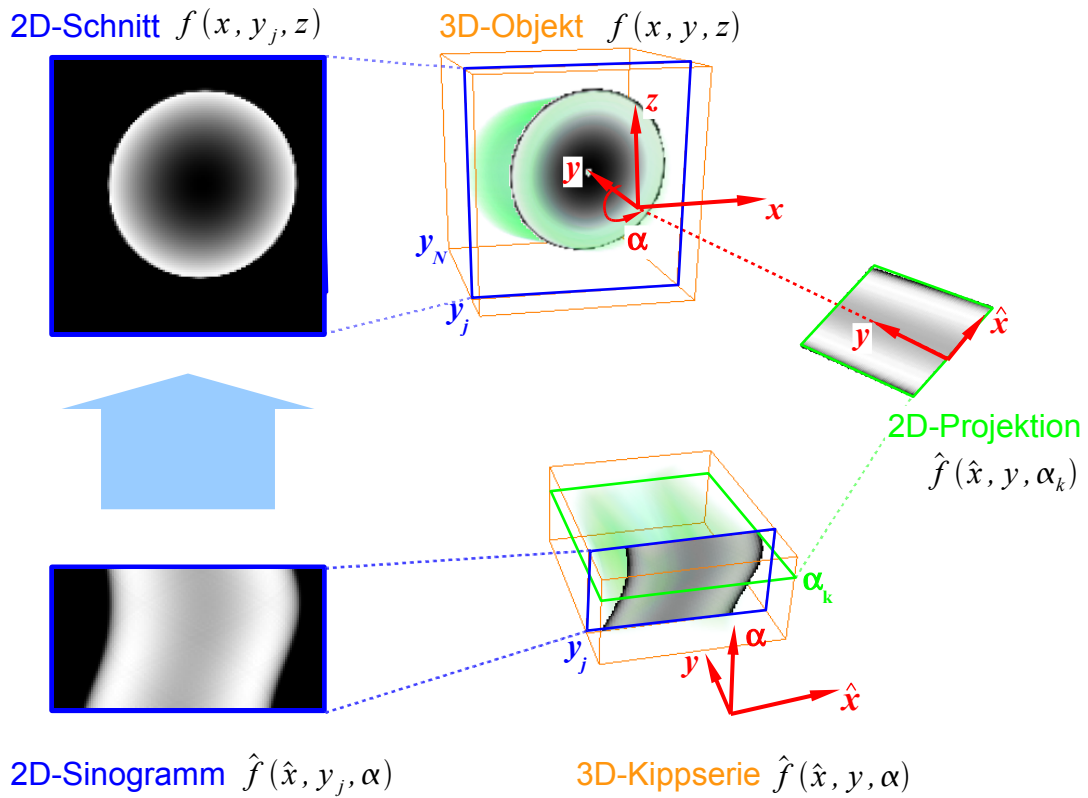 2D-Schnitt f(x, y_j, z)
3D-Objekt f(x, y, z)
z
y
x
α
y_N
y_j
x̂
y
2D-Projektion
f̂(x̂, y, α_k)
α_k
y_j
α
y
x̂
2D-Sinogramm f̂(x̂, y_j, α)
3D-Kippserie f̂(x̂, y, α)